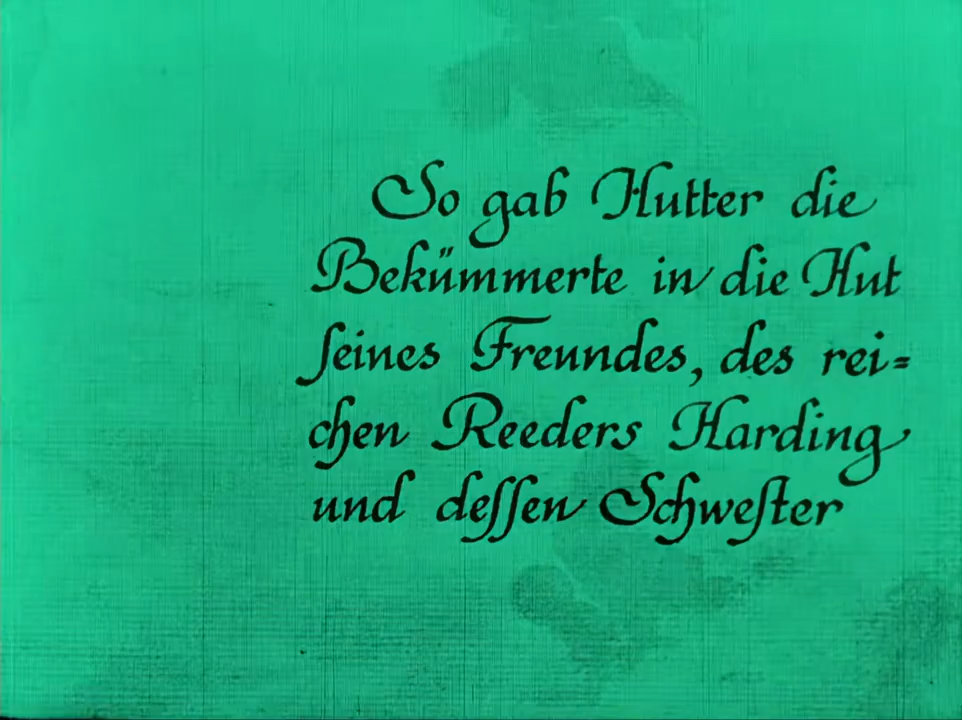 So gab Hutter die
Bekümmerte in die Hut
seines Freundes, des rei=
chen Reeders Harding
und dessen Schwester